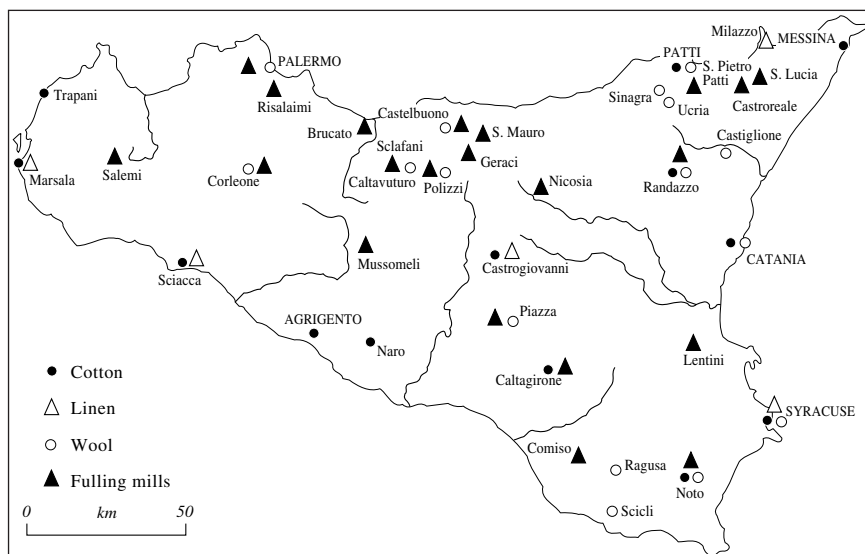 Milazzo
MESSINA
PALERMO
PATTI
S. Pietro
Patti
S. Lucia
Trapani
Risalaimi
Sinagra
Ucria
Castroreale
Castelbuono
Brucato
S. Mauro
Castiglione
Sclafani
Geraci
Marsala
Salemi
Corleone
Caltavuturo
Polizzi
Nicosia
Randazzo
Mussomeli
Castrogiovanni
CATANIA
Sciacca
AGRIGENTO
Piazza
Naro
Lentini
Caltagirone
Cotton
Linen
SYRACUSE
Wool
Comiso
Ragusa
Fulling mills
Noto
0 km 50
Scicli